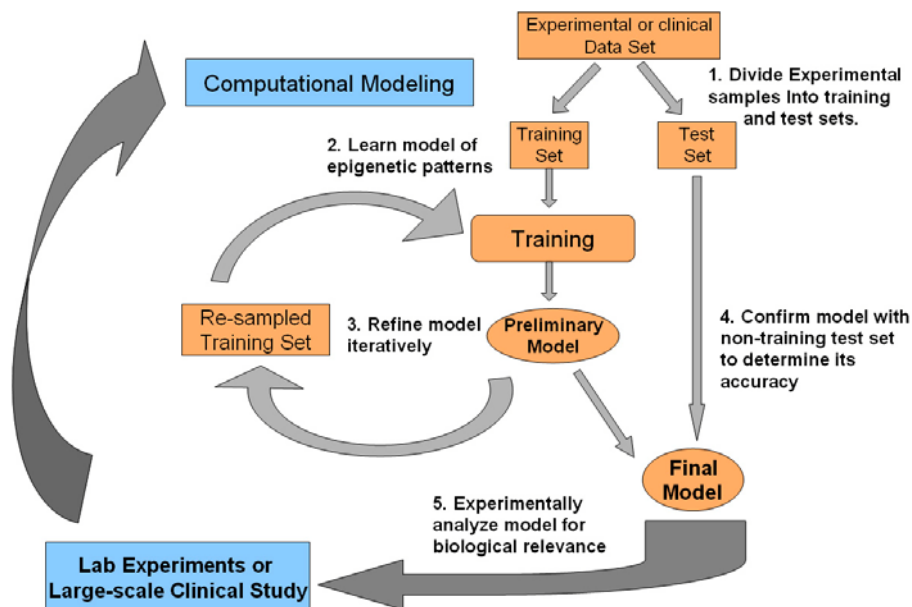 Experimental or clinical
Data Set
Computational Modeling
1. Divide Experimental
samples Into training
and test sets.
Training
Set
Test
Set
2. Learn model of
epigenetic patterns
Training
Re-sampled
Training Set
3. Refine model
iteratively
Preliminary
Model
4. Confirm model with
non-training test set
to determine its
accuracy
Final
Model
5. Experimentally
analyze model for
biological relevance
Lab Experiments or
Large-scale Clinical Study